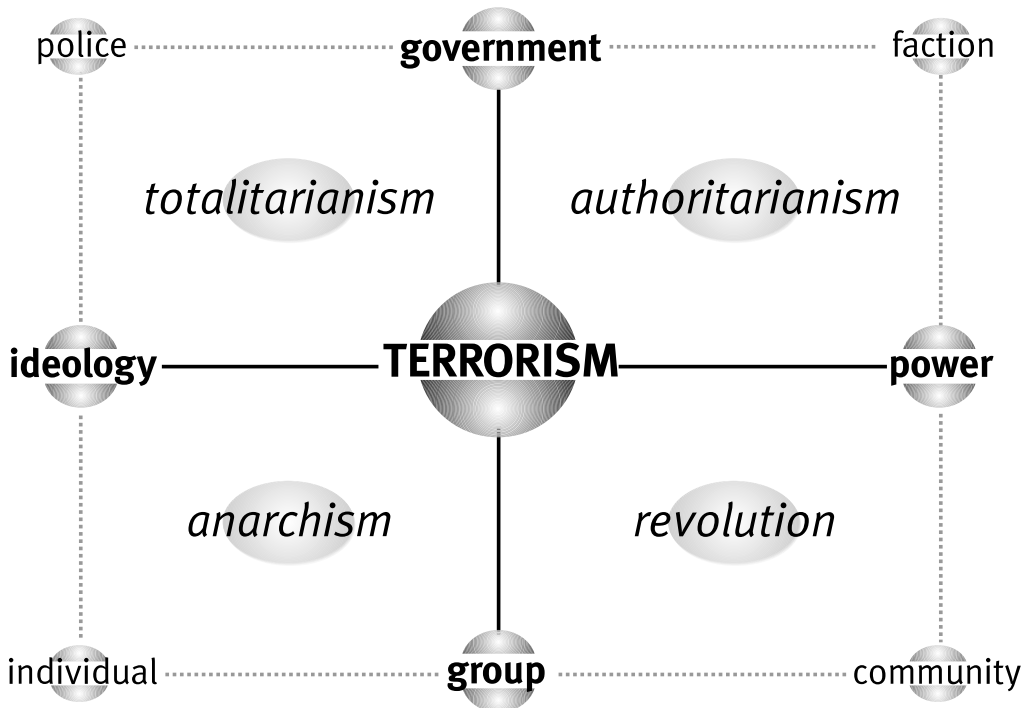 police
government
faction
totalitarianism
authoritarianism
ideology
TERRORISM
power
anarchism
revolution
individual
group
community